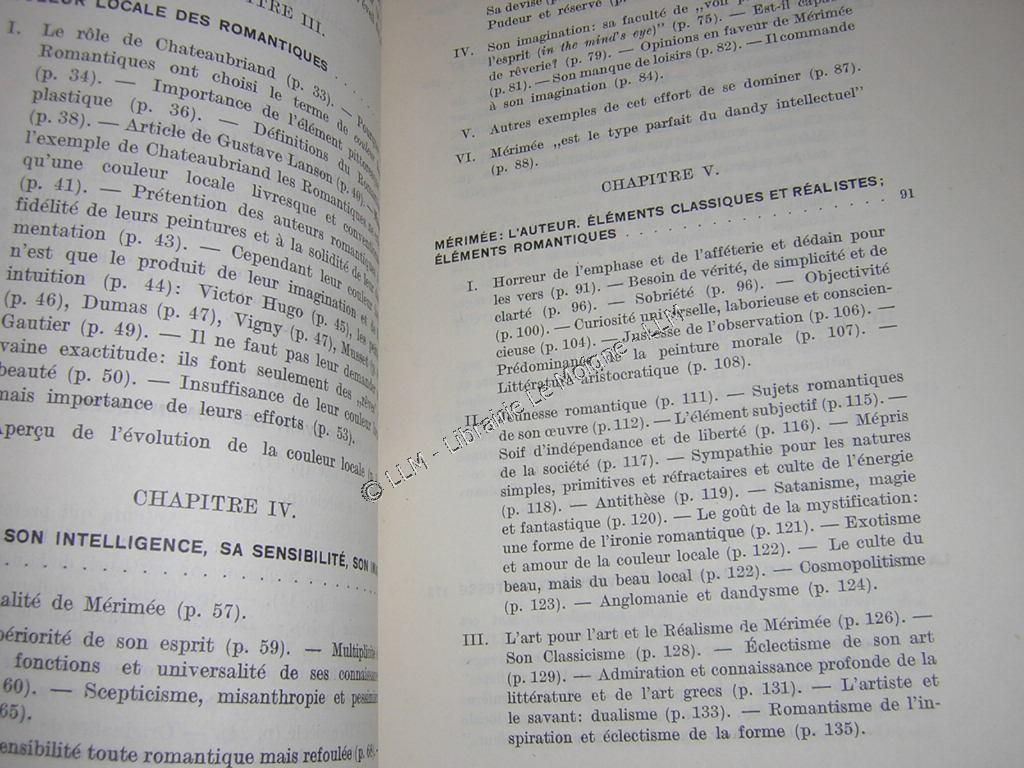 PITRE III.
LOCALE DES ROMANTIQUES . . .
I. Le rôle de Chateaubriand (p. 33). —
Romantiques ont choisi le terme de couleur
(p. 34). — Importance de l'élément
plastique (p. 36). — Définitions du
(p. 38). — Article de Gustave Lanson (p. 40). —
l'exemple de Chateaubriand les Romantiques
qu'une couleur locale livresque et
(p. 41). — Prétention des auteurs romantiques
fidélité de leurs peintures et à la solidité de leur
mentation (p. 43). — Cependant leur couleur
n'est que le produit de leur imagination et de
intuition (p. 44): Victor Hugo (p. 45), les
(p. 46), Dumas (p. 47), Vigny (p. 47), Musset
Gautier (p. 49). — Il ne faut pas leur demander
vaine exactitude: ils font seulement des
beauté (p. 50). — Insuffisance de leur couleur
mais importance de leurs efforts (p. 53).
Aperçu de l'évolution de la couleur locale
CHAPITRE IV.
SON INTELLIGENCE, SA SENSIBILITÉ, SON
alité de Mérimée (p. 57).
périorité de son esprit (p. 59). — Multiplicité
fonctions et universalité de ses
60). — Scepticisme, misanthropie et
65).
ensibilité toute romantique mais refoulée (p. 68).
Sa devise
Pudeur et réserve
IV. Son imagination: sa faculté de „voir
l'esprit (in the mind's eye)" (p. 75). — Est-il
de rêverie? (p. 79). — Opinions en faveur de Mérimée
(p. 81). — Son manque de loisirs (p. 82). — Il commande
à son imagination (p. 84).
V. Autres exemples de cet effort de se dominer (p. 87).
VI. Mérimée „est le type parfait du dandy intellectuel"
(p. 88).
CHAPITRE V.
MÉRIMÉE: L'AUTEUR. ÉLÉMENTS CLASSIQUES ET RÉALISTES;
ÉLÉMENTS ROMANTIQUES . . . . . . . . . . . . . . . 91
I. Horreur de l'emphase et de l'afféterie et dédain pour
les vers (p. 91). — Besoin de vérité, de simplicité et de
clarté (p. 96). — Sobriété (p. 96). — Objectivité
(p. 100). — Curiosité universelle, laborieuse et conscien-
cieuse (p. 104). — Justesse de l'observation (p. 106). —
Prédominance de la peinture morale (p. 107). —
Littérature aristocratique (p. 108).
II. Jeunesse romantique (p. 111). — Sujets romantiques
de son œuvre (p. 112). — L'élément subjectif (p. 115). —
Soif d'indépendance et de liberté (p. 116). — Mépris
de la société (p. 117). — Sympathie pour les natures
simples, primitives et réfractaires et culte de l'énergie
(p. 118). — Antithèse (p. 119). — Satanisme, magie
et fantastique (p. 120). — Le goût de la mystification:
une forme de l'ironie romantique (p. 121). — Exotisme
et amour de la couleur locale (p. 122). — Le culte du
beau, mais du beau local (p. 122). — Cosmopolitisme
(p. 123). — Anglomanie et dandysme (p. 124).
III. L'art pour l'art et le Réalisme de Mérimée (p. 126). —
Son Classicisme (p. 128). — Éclectisme de son art
(p. 129). — Admiration et connaissance profonde de la
littérature et de l'art grecs (p. 131). — L'artiste et
le savant: dualisme (p. 133). — Romantisme de l'in-
spiration et éclectisme de la forme (p. 135).
© LLM - Librairie Le Moigne - LLM